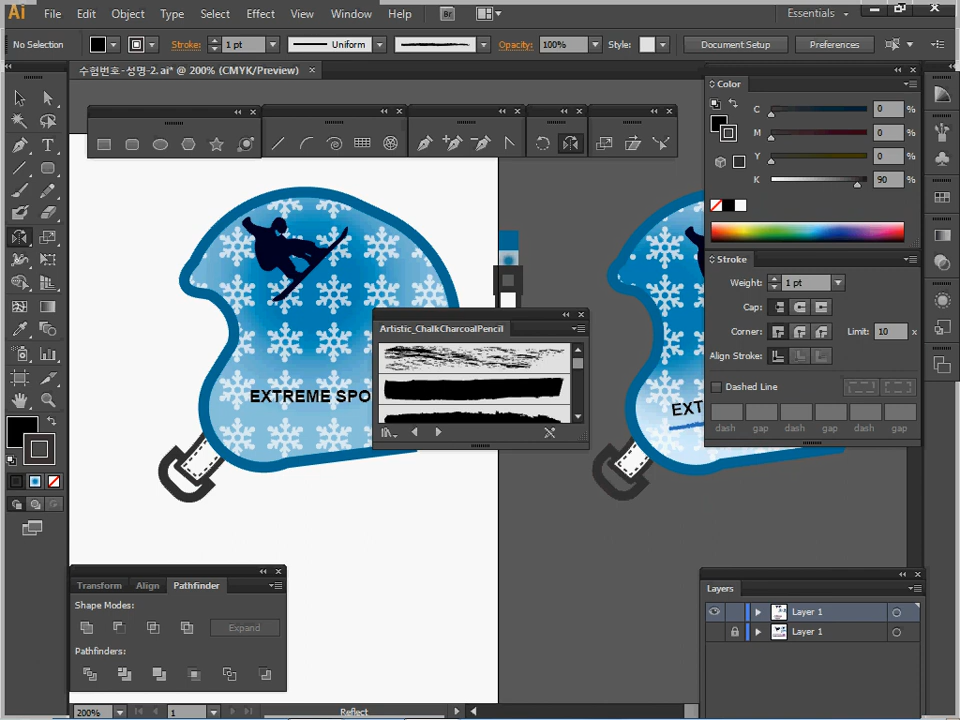 Ai File Edit Object Type Select Effect View Window Help Br Essentials
No Selection Stroke: 1 pt Uniform Opacity: 100% Style: Document Setup Preferences
수험번호-성명-2.ai* @ 200% (CMYK/Preview)
Color
C 0 %
M 0 %
Y 0 %
K 90 %
Stroke
Weight: 1 pt
Cap:
Corner: Limit: 10 x
Align Stroke:
Dashed Line
dash gap dash gap dash gap
Artistic_ChalkCharcoalPencil
EXTREME SPO
EXT
Transform Align Pathfinder
Shape Modes:
Expand
Pathfinders:
Layers
Layer 1
Layer 1
200% 1 Reflect